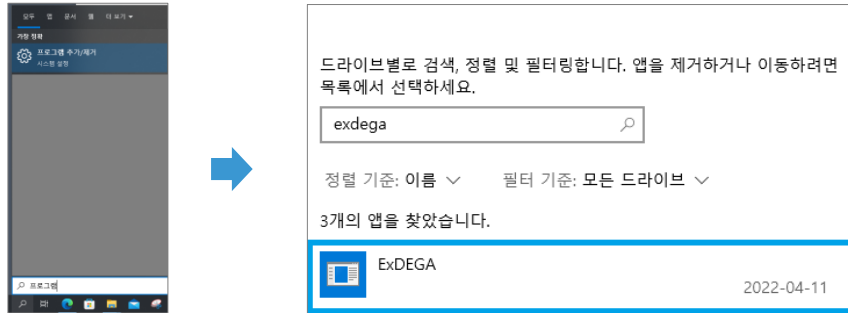 모두 앱 문서 웹 더 보기
가장 정확
프로그램 추가/제거
시스템 설정
프로그램
드라이브별로 검색, 정렬 및 필터링합니다. 앱을 제거하거나 이동하려면
목록에서 선택하세요.
exdega
정렬 기준: 이름 필터 기준: 모든 드라이브
3개의 앱을 찾았습니다.
ExDEGA
2022-04-11